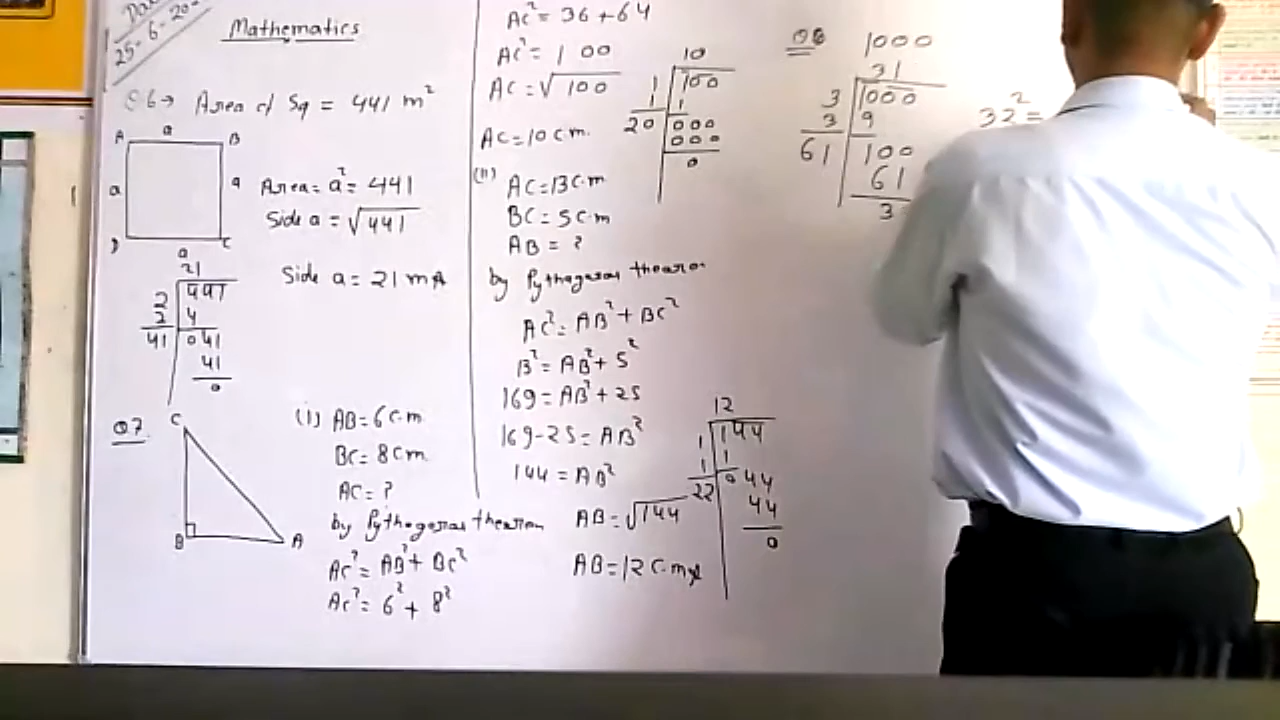 25-6-20
Mathematics
Q6→ Area of Sq = 441 m²
A a B
a a
D a C
Area = a² = 441
Side a = √441
Side a = 21 m
21
2 441
2 4
41 041
41
0
Q7.
C
B A
(i) AB = 6 cm
BC = 8 cm
AC = ?
by Pythagoras theorem
AC² = AB² + BC²
AC² = 6² + 8²
AC² = 36 + 64
AC² = 100
AC = √100
AC = 10 cm.
10
1 100
1 1
20 000
000
0
(ii) AC = 13 cm
BC = 5 cm
AB = ?
by Pythagoras theorem
AC² = AB² + BC²
13² = AB² + 5²
169 = AB² + 25
169 - 25 = AB²
144 = AB²
AB = √144
AB = 12 cm
12
1 144
1 1
22 044
44
0
Q8 1000
31
3 1000
3 9
61 100
61
3
32² =